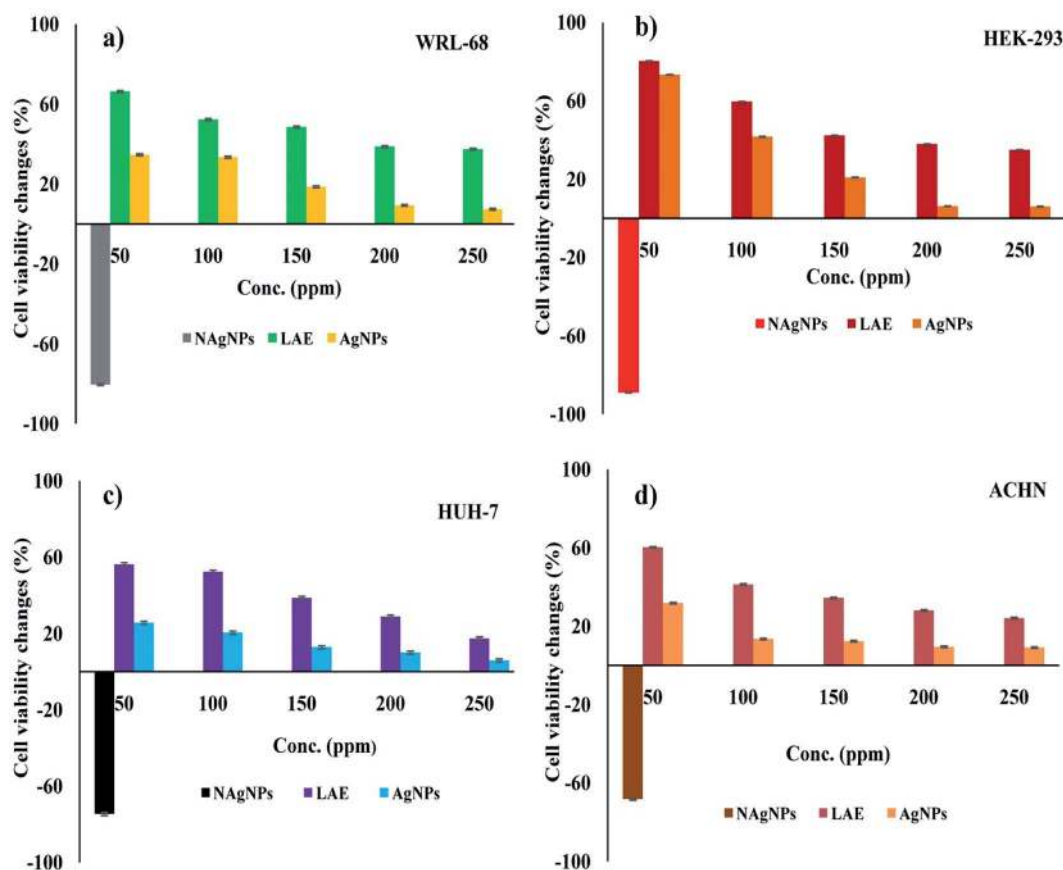 a)
WRL-68
Cell viability changes (%)
100
60
20
-20
-60
-100
50 100 150 200 250
Conc. (ppm)
NAgNPs LAE AgNPs
b)
HEK-293
Cell viability changes (%)
100
60
20
-20
-60
-100
50 100 150 200 250
Conc. (ppm)
NAgNPs LAE AgNPs
c)
HUH-7
Cell viability changes (%)
100
60
20
-20
-60
-100
50 100 150 200 250
Conc. (ppm)
NAgNPs LAE AgNPs
d)
ACHN
Cell viability changes (%)
100
60
20
-20
-60
-100
50 100 150 200 250
Conc. (ppm)
NAgNPs LAE AgNPs